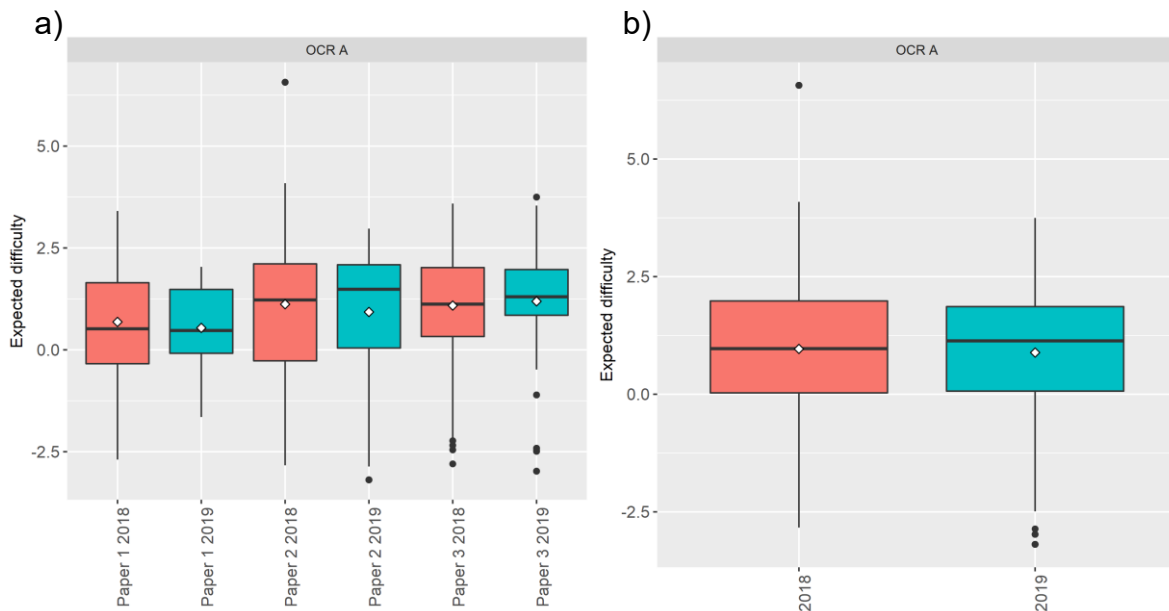 a)
OCR A
Expected difficulty
5.0
2.5
0.0
-2.5
Paper 1 2018
Paper 1 2019
Paper 2 2018
Paper 2 2019
Paper 3 2018
Paper 3 2019
b)
OCR A
Expected difficulty
5.0
2.5
0.0
-2.5
2018
2019